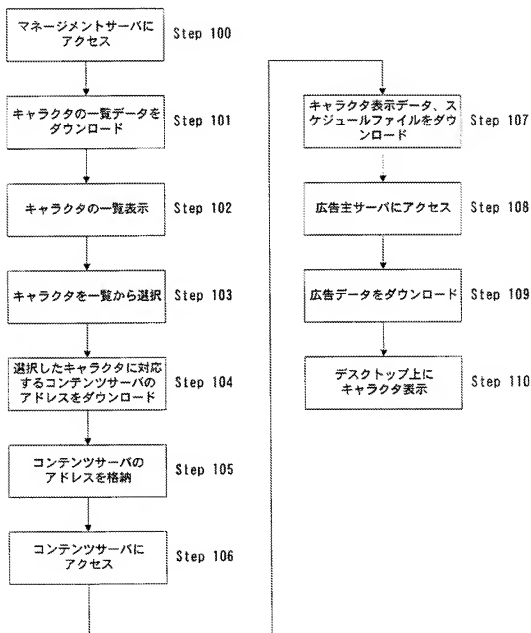 マネージメントサーバに
アクセス
Step 100
キャラクタの一覧データを
ダウンロード
Step 101
キャラクタの一覧表示
Step 102
キャラクタを一覧から選択
Step 103
選択したキャラクタに対応
するコンテンツサーバの
アドレスをダウンロード
Step 104
コンテンツサーバの
アドレスを格納
Step 105
コンテンツサーバに
アクセス
Step 106
キャラクタ表示データ、ス
ケジュールファイルをダウ
ンロード
Step 107
広告主サーバにアクセス
Step 108
広告データをダウンロード
Step 109
デスクトップ上に
キャラクタ表示
Step 110